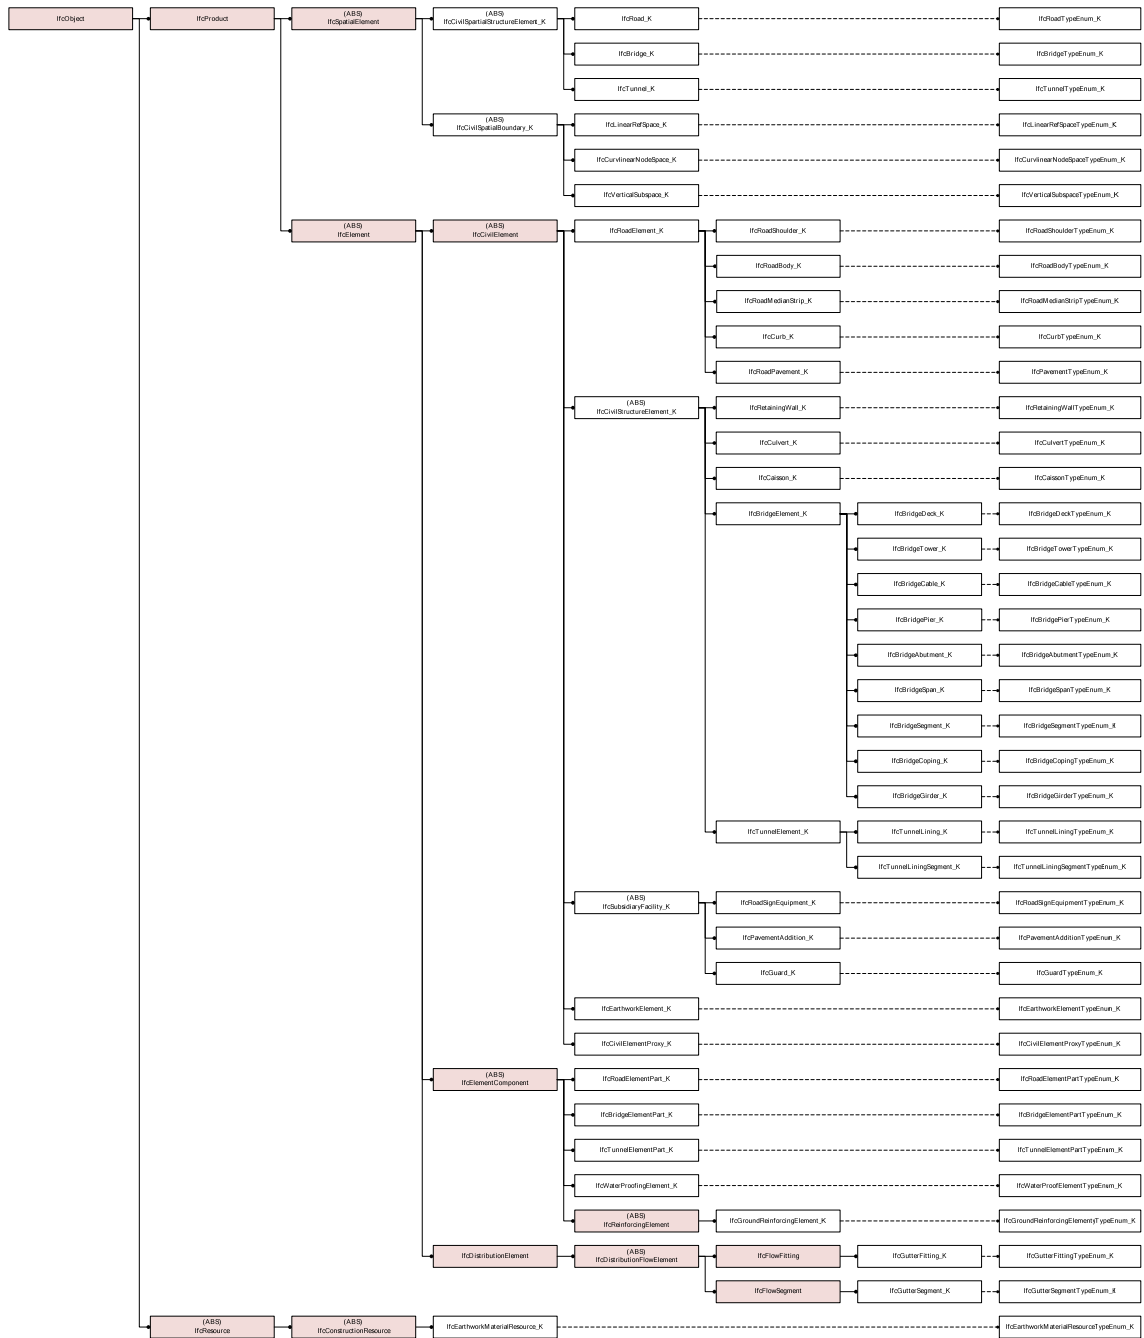 IfcObject
IfcProduct
(ABS)
IfcSpatialElement
(ABS)
IfcCivilSpartialStructureElement_K
IfcRoad_K
IfcRoadTypeEnum_K
IfcBridge_K
IfcBridgeTypeEnum_K
IfcTunnel_K
IfcTunnelTypeEnum_K
(ABS)
IfcCivilSpatialBoundary_K
IfcLinearRefSpace_K
IfcLinearRefSpaceTypeEnum_K
IfcCurvlinearNodeSpace_K
IfcCurvlinearNodeSpaceTypeEnum_K
IfcVerticalSubspace_K
IfcVerticalSubspaceTypeEnum_K
(ABS)
IfcElement
(ABS)
IfcCivilElement
IfcRoadElement_K
IfcRoadShoulder_K
IfcRoadShoulderTypeEnum_K
IfcRoadBody_K
IfcRoadBodyTypeEnum_K
IfcRoadMedianStrip_K
IfcRoadMedianStripTypeEnum_K
IfcCurb_K
IfcCurbTypeEnum_K
IfcRoadPavement_K
IfcPavementTypeEnum_K
(ABS)
IfcCivilStructureElement_K
IfcRetainingWall_K
IfcRetainingWallTypeEnum_K
IfcCulvert_K
IfcCulvertTypeEnum_K
IfcCaisson_K
IfcCaissonTypeEnum_K
IfcBridgeElement_K
IfcBridgeDeck_K
IfcBridgeDeckTypeEnum_K
IfcBridgeTower_K
IfcBridgeTowerTypeEnum_K
IfcBridgeCable_K
IfcBridgeCableTypeEnum_K
IfcBridgePier_K
IfcBridgePierTypeEnum_K
IfcBridgeAbutment_K
IfcBridgeAbutmentTypeEnum_K
IfcBridgeSpan_K
IfcBridgeSpanTypeEnum_K
IfcBridgeSegment_K
IfcBridgeSegmentTypeEnum_K
IfcBridgeCoping_K
IfcBridgeCopingTypeEnum_K
IfcBridgeGirder_K
IfcBridgeGirderTypeEnum_K
IfcTunnelElement_K
IfcTunnelLining_K
IfcTunnelLiningTypeEnum_K
IfcTunnelLiningSegment_K
IfcTunnelLiningSegmentTypeEnum_K
(ABS)
IfcSubsidiaryFacility_K
IfcRoadSignEquipment_K
IfcRoadSignEquipmentTypeEnum_K
IfcPavementAddition_K
IfcPavementAdditionTypeEnum_K
IfcGuard_K
IfcGuardTypeEnum_K
IfcEarthworkElement_K
IfcEarthworkElementTypeEnum_K
IfcCivilElementProxy_K
IfcCivilElementProxyTypeEnum_K
(ABS)
IfcElementComponent
IfcRoadElementPart_K
IfcRoadElementPartTypeEnum_K
IfcBridgeElementPart_K
IfcBridgeElementPartTypeEnum_K
IfcTunnelElementPart_K
IfcTunnelElementPartTypeEnum_K
IfcWaterProofingElement_K
IfcWaterProofElementTypeEnum_K
(ABS)
IfcReinforcingElement
IfcGroundReinforcingElement_K
IfcGroundReinforcingElementyTypeEnum_K
IfcDistributionElement
(ABS)
IfcDistributionFlowElement
IfcFlowFitting
IfcGutterFitting_K
IfcGutterFittingTypeEnum_K
IfcFlowSegment
IfcGutterSegment_K
IfcGutterSegmentTypeEnum_K
(ABS)
IfcResource
(ABS)
IfcConstructionResource
IfcEarthworkMaterialResource_K
IfcEarthworkMaterialResourceTypeEnum_K